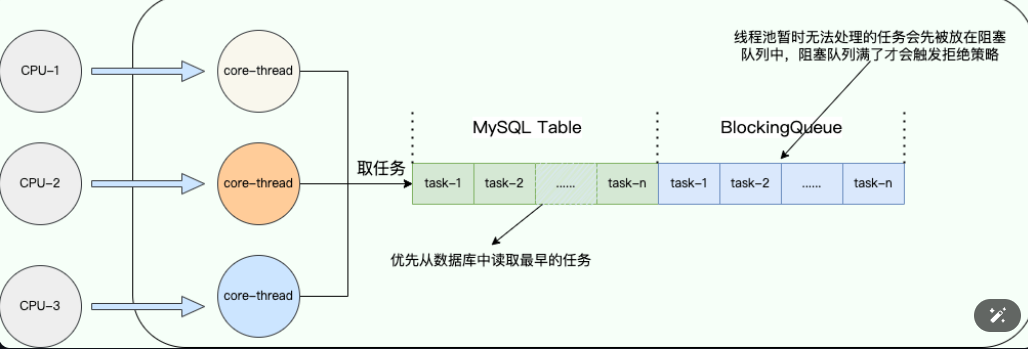 线程池暂时无法处理的任务会先被放在阻塞
队列中，阻塞队列满了才会触发拒绝策略
CPU-1
core-thread
MySQL Table
BlockingQueue
取任务
CPU-2
core-thread
task-1 task-2 ...... task-n task-1 task-2 ...... task-n
优先从数据库中读取最早的任务
CPU-3
core-thread